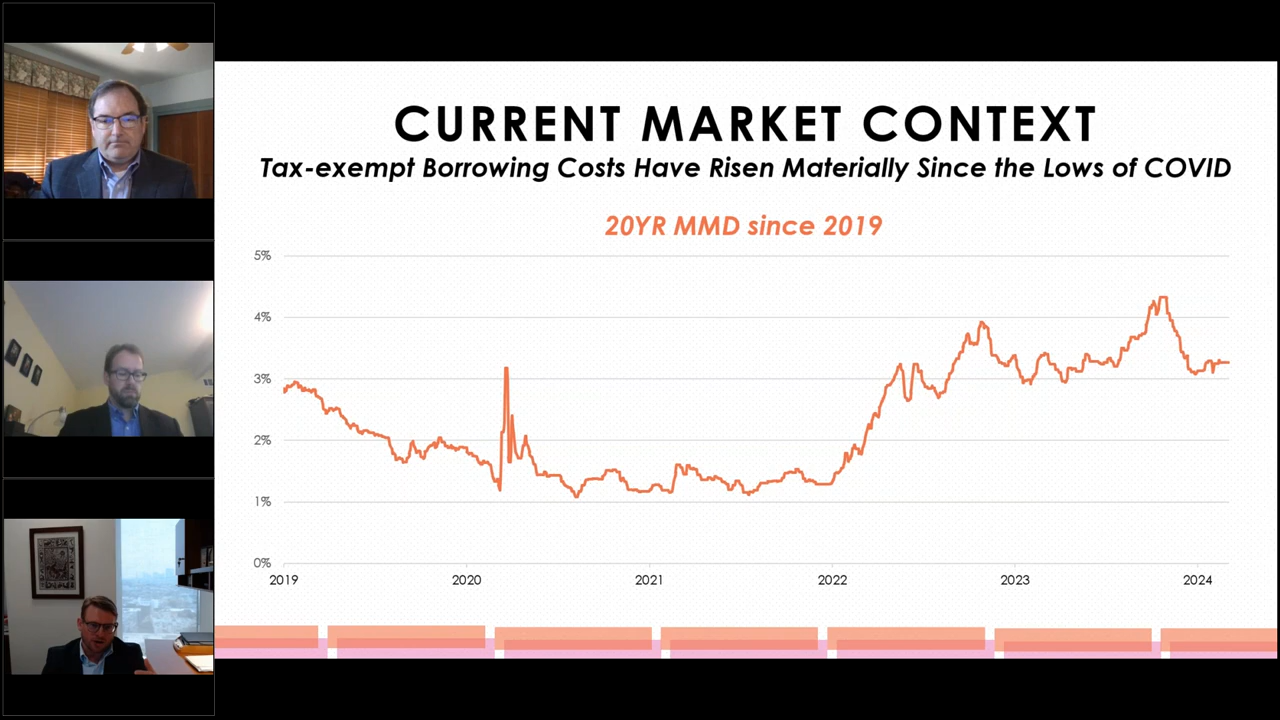 CURRENT MARKET CONTEXT
Tax-exempt Borrowing Costs Have Risen Materially Since the Lows of COVID
20YR MMD since 2019
5%
4%
3%
2%
1%
0%
2019 2020 2021 2022 2023 2024